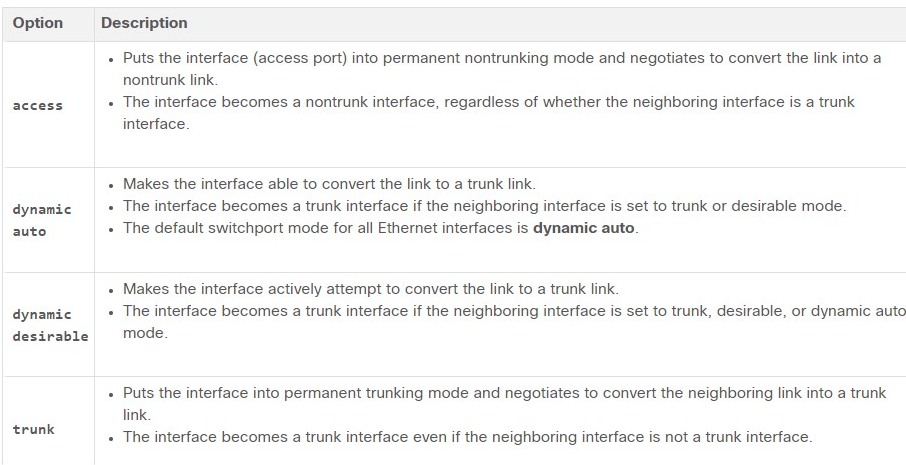 Option Description
access
• Puts the interface (access port) into permanent nontrunking mode and negotiates to convert the link into a
nontrunk link.
• The interface becomes a nontrunk interface, regardless of whether the neighboring interface is a trunk
interface.
dynamic
auto
• Makes the interface able to convert the link to a trunk link.
• The interface becomes a trunk interface if the neighboring interface is set to trunk or desirable mode.
• The default switchport mode for all Ethernet interfaces is dynamic auto.
dynamic
desirable
• Makes the interface actively attempt to convert the link to a trunk link.
• The interface becomes a trunk interface if the neighboring interface is set to trunk, desirable, or dynamic auto
mode.
trunk
• Puts the interface into permanent trunking mode and negotiates to convert the neighboring link into a trunk
link.
• The interface becomes a trunk interface even if the neighboring interface is not a trunk interface.